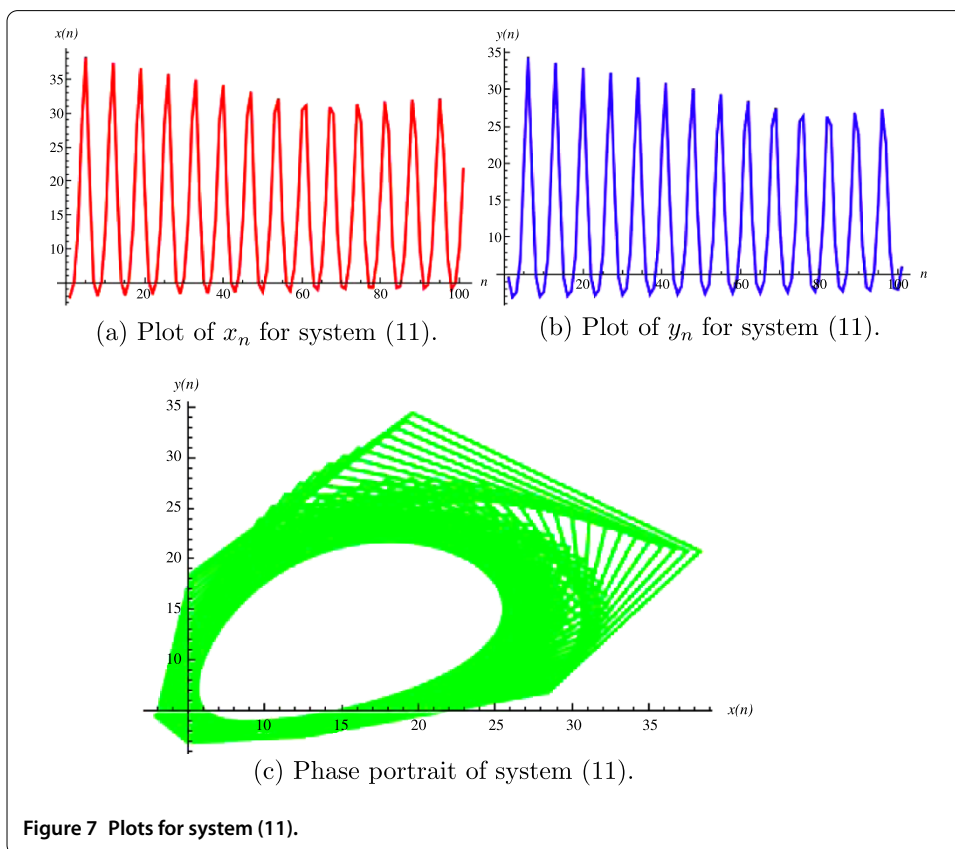 x(n)
35
30
25
20
15
10
20 40 60 80 100 n
(a) Plot of xₙ for system (11).
y(n)
35
30
25
20
15
10
20 40 60 80 100 n
(b) Plot of yₙ for system (11).
y(n)
35
30
25
20
15
10
10 15 20 25 30 35 x(n)
(c) Phase portrait of system (11).
Figure 7 Plots for system (11).